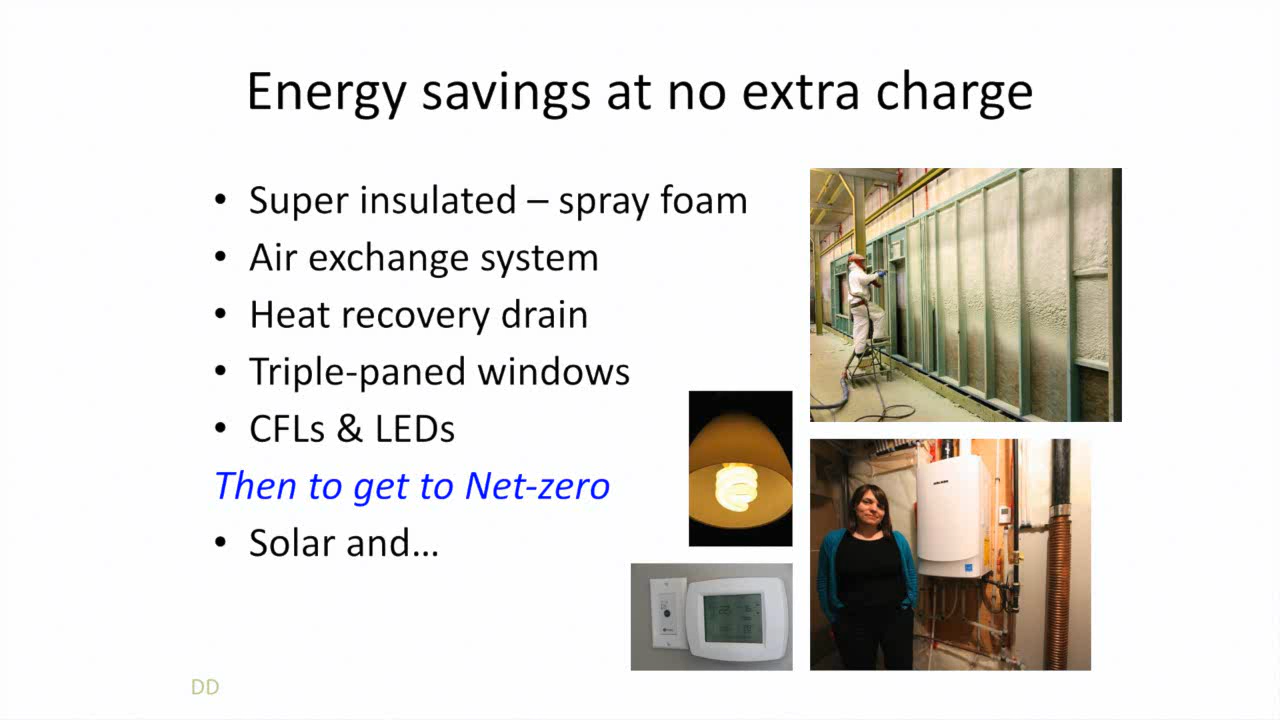 Energy savings at no extra charge
• Super insulated – spray foam
• Air exchange system
• Heat recovery drain
• Triple-paned windows
• CFLs & LEDs
Then to get to Net-zero
• Solar and…
DD